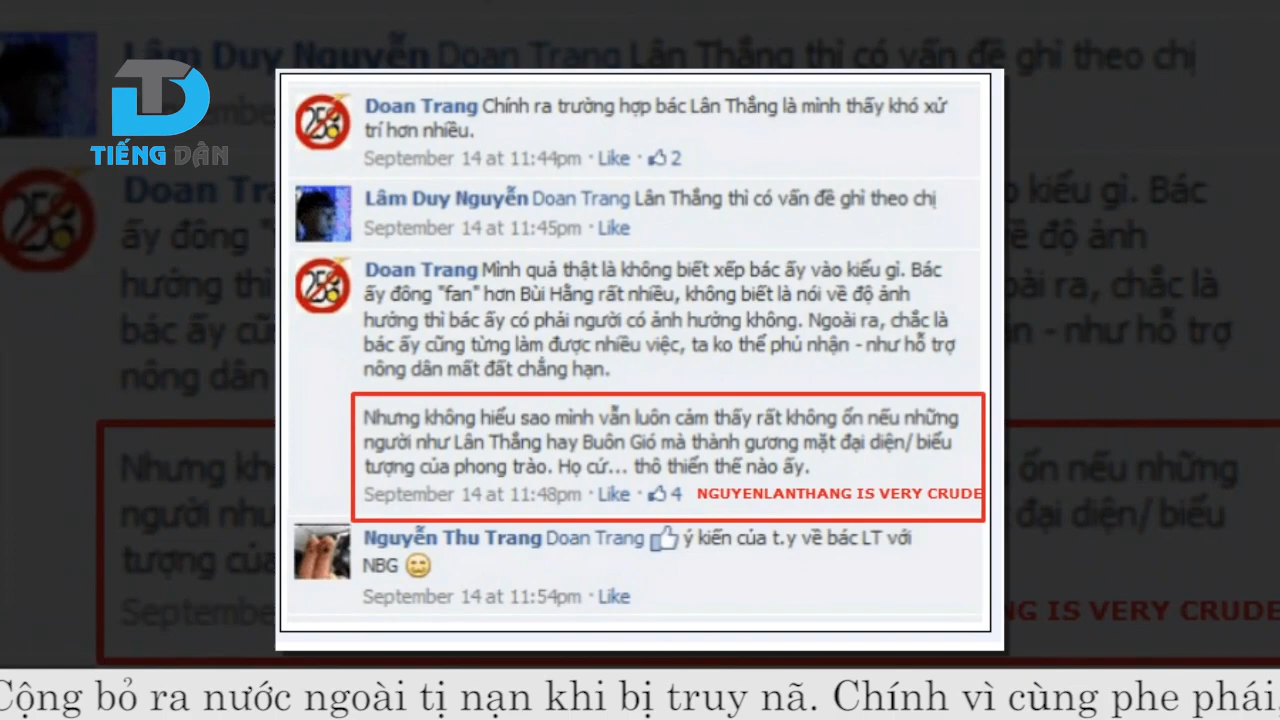 TIẾNG DÂN
Doan Trang Chính ra trường hợp bác Lân Thắng là mình thấy khó xử
trí hơn nhiều.
September 14 at 11:44pm · Like · 2
Lâm Duy Nguyễn Doan Trang Lân Thắng thì có vấn đề ghỉ theo chị
September 14 at 11:45pm · Like
Doan Trang Mình quả thật là không biết xếp bác ấy vào kiểu gì. Bác
ấy đông "fan" hơn Bùi Hằng rất nhiều, không biết là nói về độ ảnh
hưởng thì bác ấy có phải người có ảnh hưởng không. Ngoài ra, chắc là
bác ấy cũng từng làm được nhiều việc, ta ko thể phủ nhận - như hỗ trợ
nông dân mất đất chẳng hạn.
Nhưng không hiểu sao mình vẫn luôn cảm thấy rất không ổn nếu những
người như Lân Thắng hay Buôn Gió mà thành gương mặt đại diện/ biểu
tượng của phong trào. Họ cứ... thô thiển thế nào ấy.
September 14 at 11:48pm · Like · 4 NGUYENLANTHANG IS VERY CRUDE
Nguyễn Thu Trang Doan Trang ý kiến của t.y về bác LT với
NBG
September 14 at 11:54pm · Like
Cộng bỏ ra nước ngoài tị nạn khi bị truy nã. Chính vì cùng phe phái,